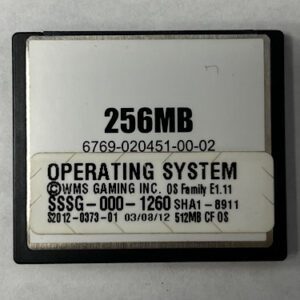 256MB
6769-020451-00-02
OPERATING SYSTEM
©WMS GAMING INC. OS Family E1.11
SSSG-000-1260 SHA1-8911
S2012-0373-01 03/08/12 512MB CF OS